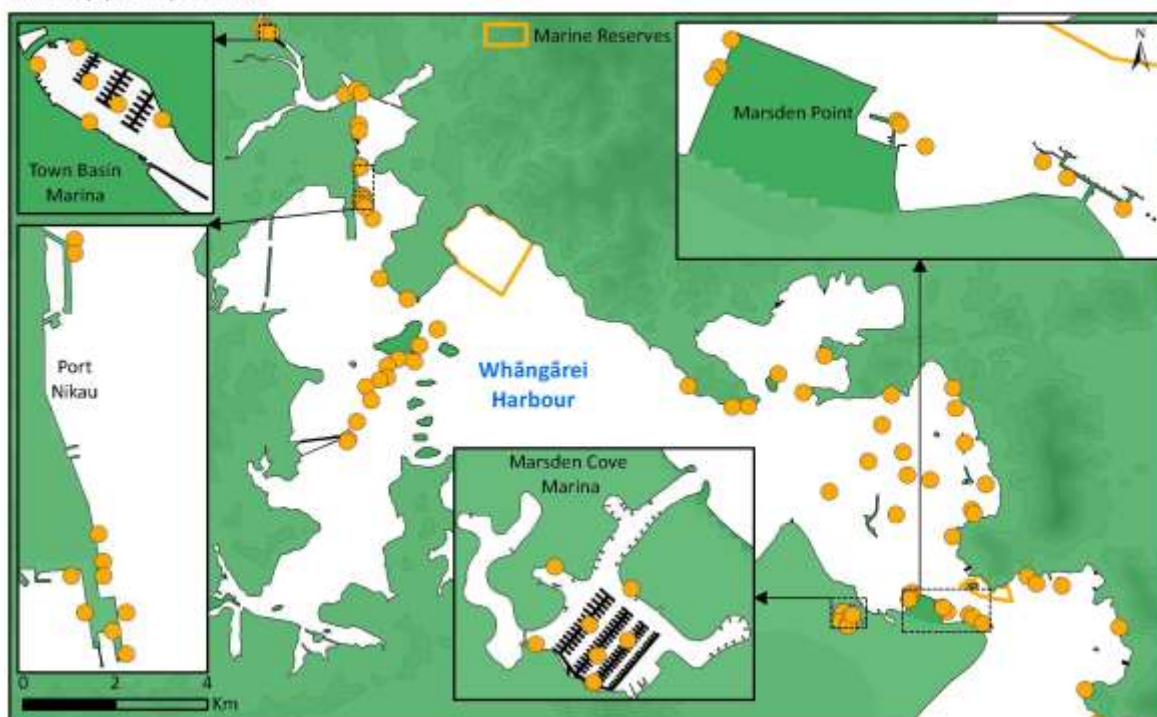 Marine Reserves
N
Town Basin
Marina
Marsden Point
Port
Nikau
Whāngārei
Harbour
Marsden Cove
Marina
0 2 4
Km